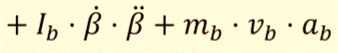 + I_b · β̇ · β̈ + m_b · v_b · a_b